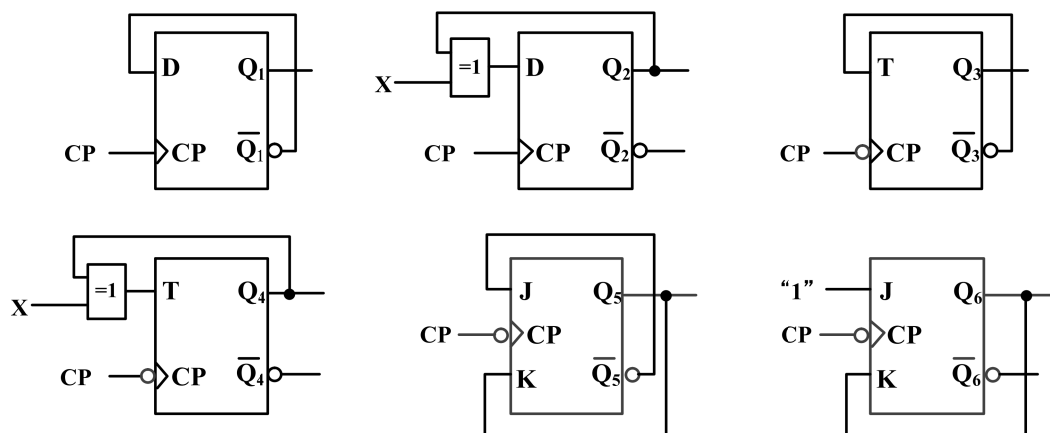 D Q₁
CP CP Q̅₁
X =1 D Q₂
CP CP Q̅₂
T Q₃
CP CP Q̅₃
X =1 T Q₄
CP CP Q̅₄
J Q₅
CP CP
K Q̅₅
“1” J Q₆
CP CP
K Q̅₆